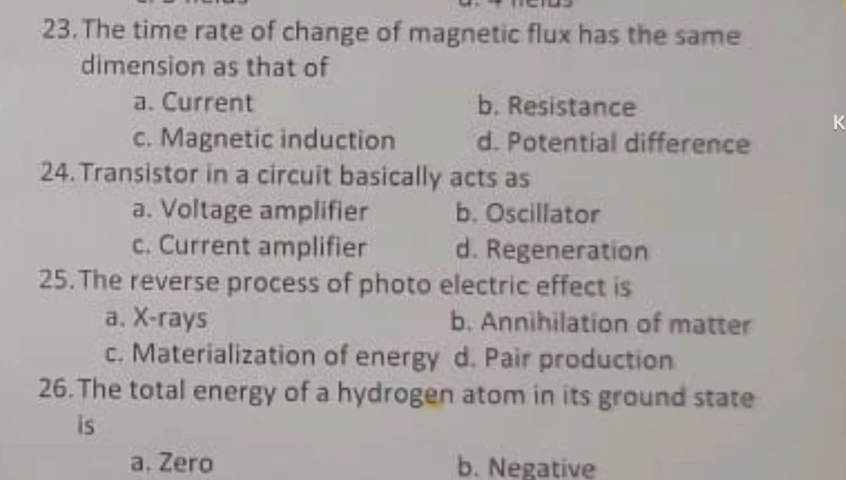 23. The time rate of change of magnetic flux has the same
dimension as that of
a. Current b. Resistance
c. Magnetic induction d. Potential difference
24. Transistor in a circuit basically acts as
a. Voltage amplifier b. Oscillator
c. Current amplifier d. Regeneration
25. The reverse process of photo electric effect is
a. X-rays b. Annihilation of matter
c. Materialization of energy d. Pair production
26. The total energy of a hydrogen atom in its ground state
is
a. Zero b. Negative
K